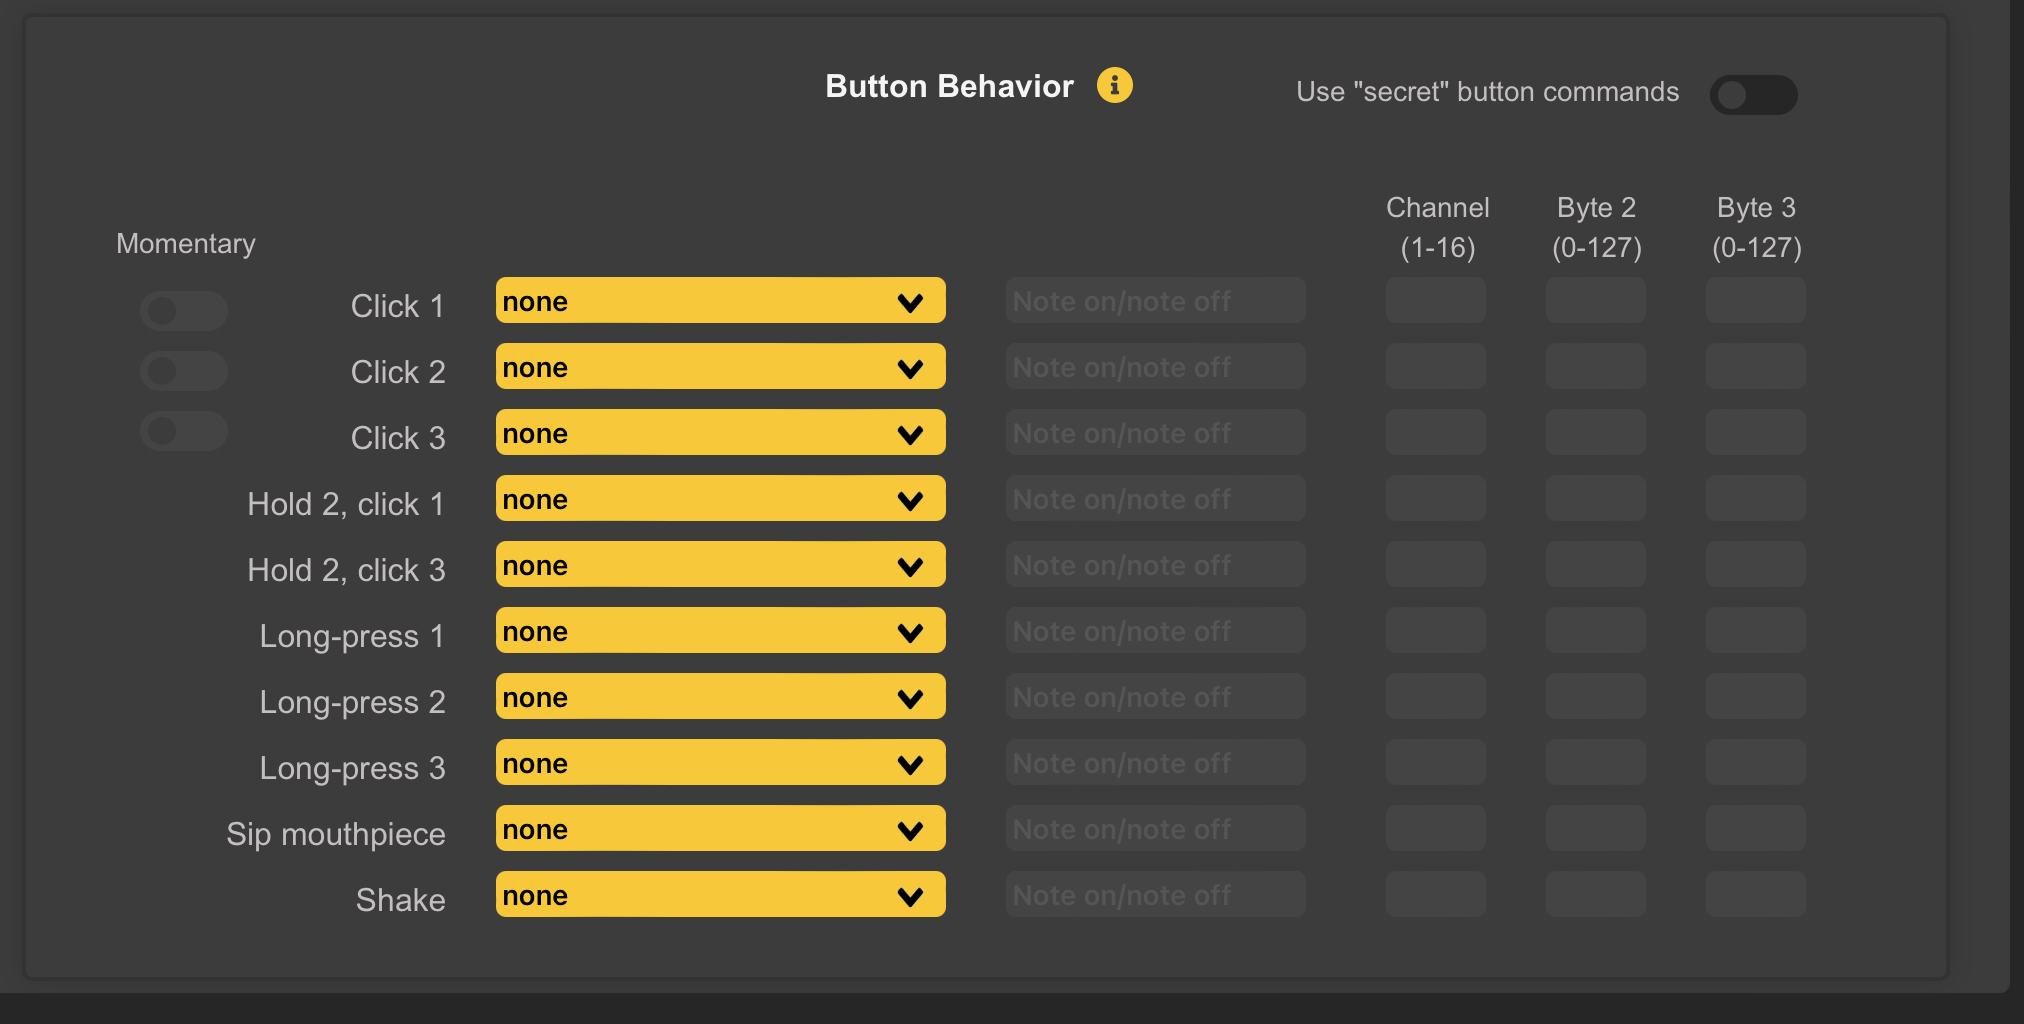 Button Behavior
Use "secret" button commands
Momentary
Channel (1-16)
Byte 2 (0-127)
Byte 3 (0-127)
Click 1 none Note on/note off
Click 2 none Note on/note off
Click 3 none Note on/note off
Hold 2, click 1 none Note on/note off
Hold 2, click 3 none Note on/note off
Long-press 1 none Note on/note off
Long-press 2 none Note on/note off
Long-press 3 none Note on/note off
Sip mouthpiece none Note on/note off
Shake none Note on/note off